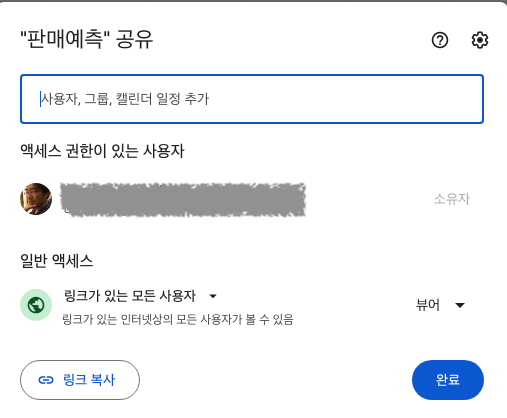 "판매예측" 공유
사용자, 그룹, 캘린더 일정 추가
액세스 권한이 있는 사용자
소유자
일반 액세스
링크가 있는 모든 사용자
뷰어
링크가 있는 인터넷상의 모든 사용자가 볼 수 있음
링크 복사
완료